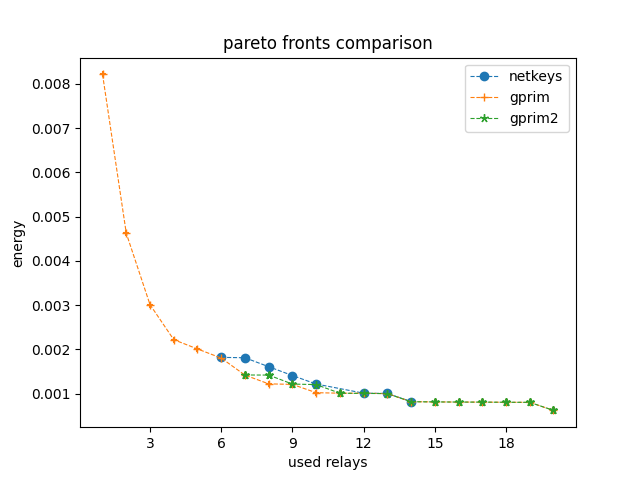 pareto fronts comparison
netkeys
gprim
gprim2
0.008
0.007
0.006
0.005
0.004
0.003
0.002
0.001
energy
3 6 9 12 15 18
used relays